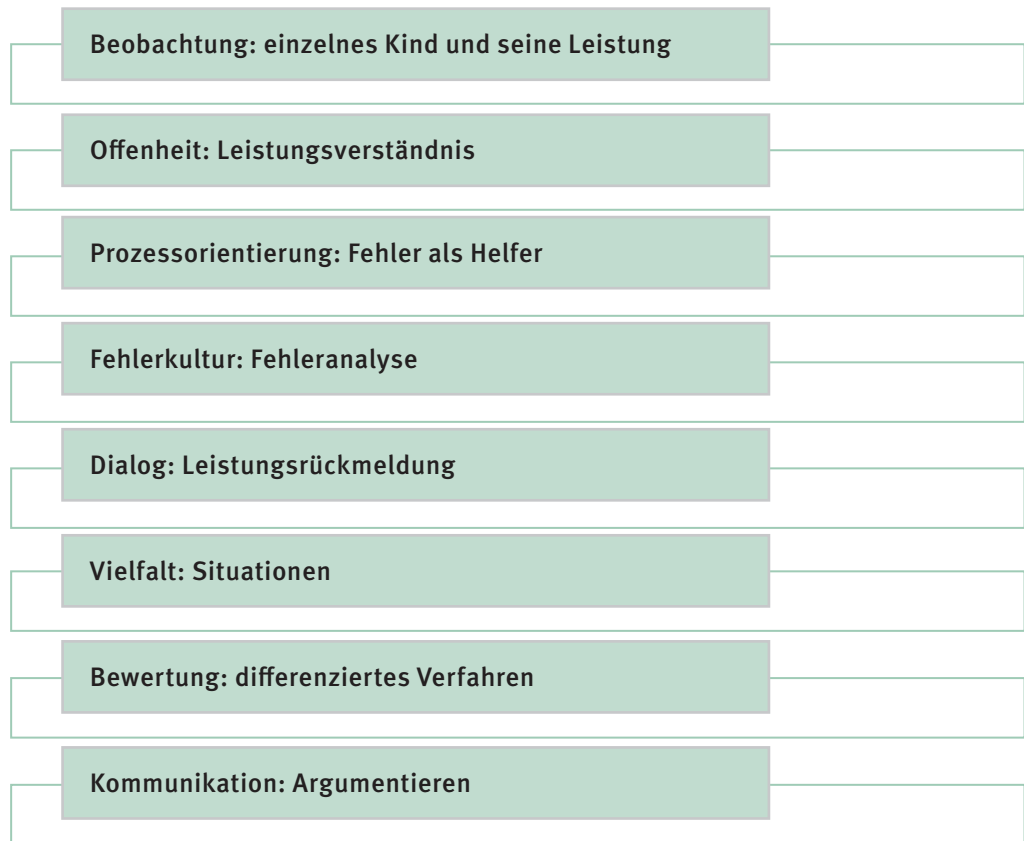 Beobachtung: einzelnes Kind und seine Leistung
Offenheit: Leistungsverständnis
Prozessorientierung: Fehler als Helfer
Fehlerkultur: Fehleranalyse
Dialog: Leistungsrückmeldung
Vielfalt: Situationen
Bewertung: differenziertes Verfahren
Kommunikation: Argumentieren